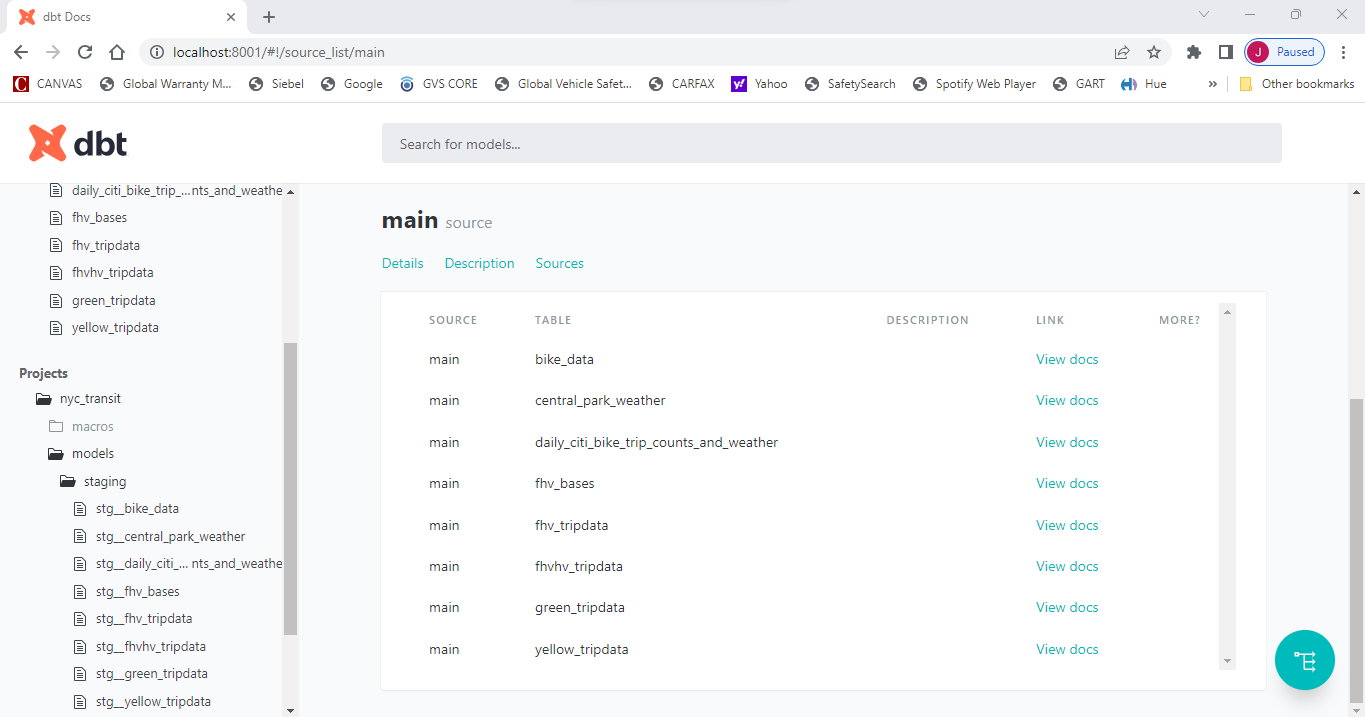 dbt Docs
localhost:8001/#!/source_list/main
J Paused
C CANVAS Global Warranty M... Siebel Google GVS CORE Global Vehicle Safet... CARFAX y! Yahoo SafetySearch Spotify Web Player GART Hue » Other bookmarks
dbt
Search for models...
daily_citi_bike_trip_...nts_and_weathe
fhv_bases
fhv_tripdata
fhvhv_tripdata
green_tripdata
yellow_tripdata
Projects
nyc_transit
macros
models
staging
stg__bike_data
stg__central_park_weather
stg__daily_citi_... nts_and_weathe
stg__fhv_bases
stg__fhv_tripdata
stg__fhvhv_tripdata
stg__green_tripdata
stg__yellow_tripdata
main source
Details Description Sources
SOURCE TABLE DESCRIPTION LINK MORE?
main bike_data View docs
main central_park_weather View docs
main daily_citi_bike_trip_counts_and_weather View docs
main fhv_bases View docs
main fhv_tripdata View docs
main fhvhv_tripdata View docs
main green_tripdata View docs
main yellow_tripdata View docs